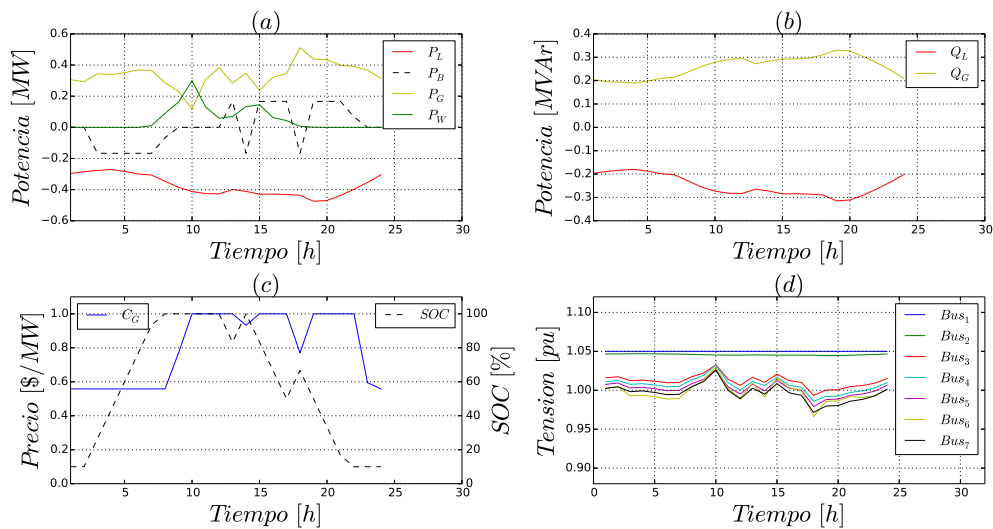 (a)
Potencia [MW]
0.6
0.4
0.2
0.0
−0.2
−0.4
−0.6
P_L
P_B
P_G
P_W
5 10 15 20 25 30
Tiempo [h]
(b)
Potencia [MVAr]
0.4
0.3
0.2
0.1
0.0
−0.1
−0.2
−0.3
−0.4
Q_L
Q_G
5 10 15 20 25 30
Tiempo [h]
(c)
Precio [$/MW]
1.0
0.8
0.6
0.4
0.2
0.0
C_G
SOC
100
80
60
40
20
0
SOC [%]
5 10 15 20 25 30
Tiempo [h]
(d)
Tension [pu]
1.10
1.05
1.00
0.95
0.90
Bus_1
Bus_2
Bus_3
Bus_4
Bus_5
Bus_6
Bus_7
0 5 10 15 20 25 30
Tiempo [h]